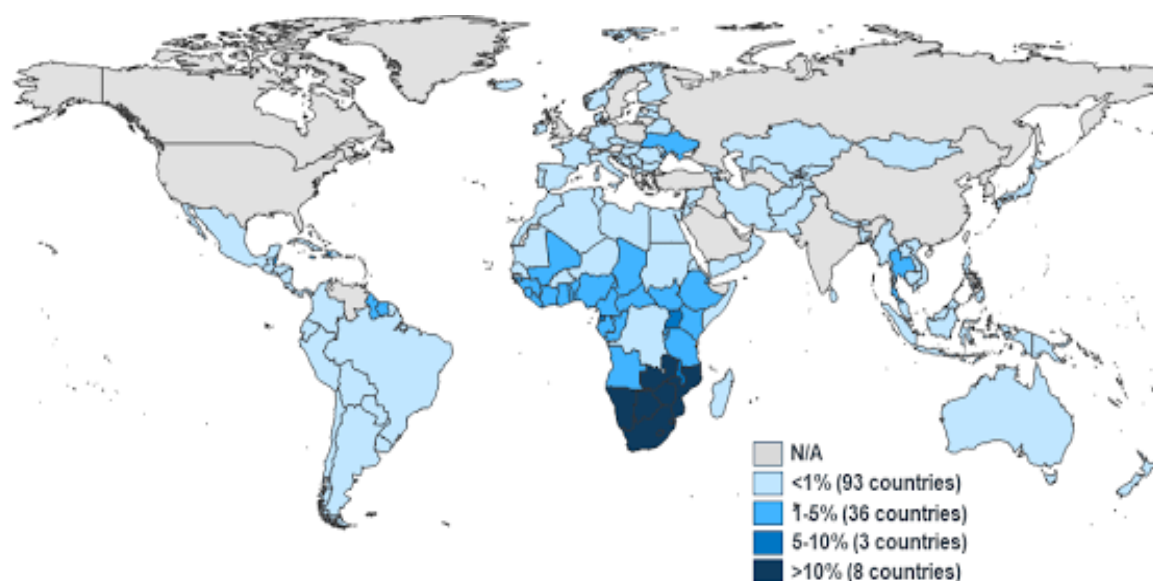 N/A
<1% (93 countries)
1-5% (36 countries)
5-10% (3 countries)
>10% (8 countries)